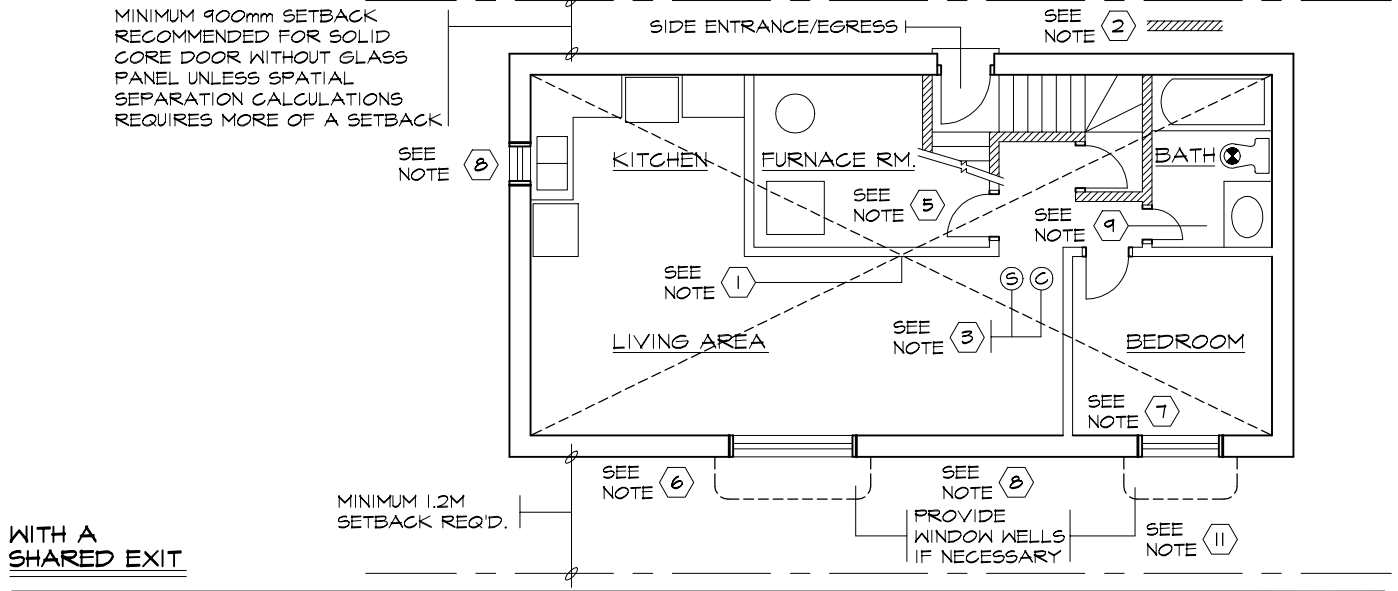 MINIMUM 900mm SETBACK
RECOMMENDED FOR SOLID
CORE DOOR WITHOUT GLASS
PANEL UNLESS SPATIAL
SEPARATION CALCULATIONS
REQUIRES MORE OF A SETBACK
SIDE ENTRANCE/EGRESS
SEE
NOTE 2
SEE
NOTE 8
KITCHEN
FURNACE RM.
BATH
SEE
NOTE 5
SEE
NOTE 9
SEE
NOTE 1
S C
SEE
NOTE 3
LIVING AREA
BEDROOM
SEE
NOTE 7
SEE
NOTE 6
SEE
NOTE 8
MINIMUM 1.2M
SETBACK REQ'D.
PROVIDE
WINDOW WELLS
IF NECESSARY
SEE
NOTE 11
WITH A
SHARED EXIT